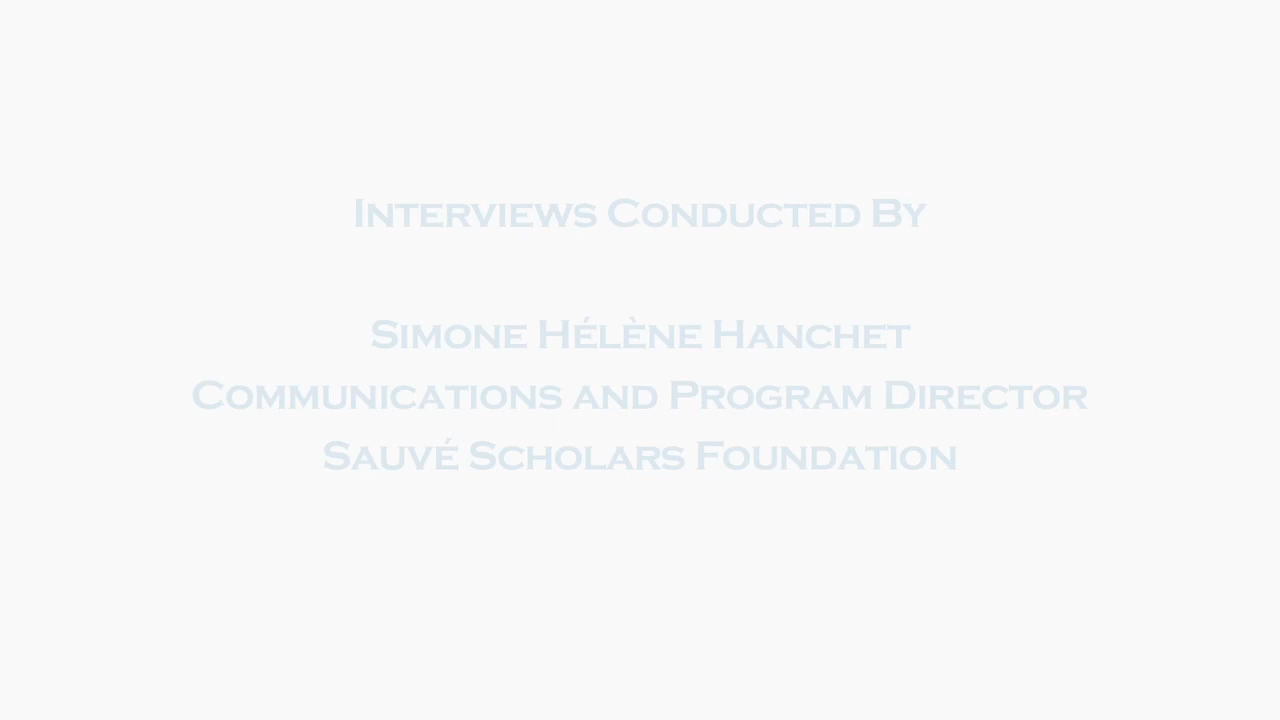 Interviews Conducted By
Simone Hélène Hanchet
Communications and Program Director
Sauvé Scholars Foundation